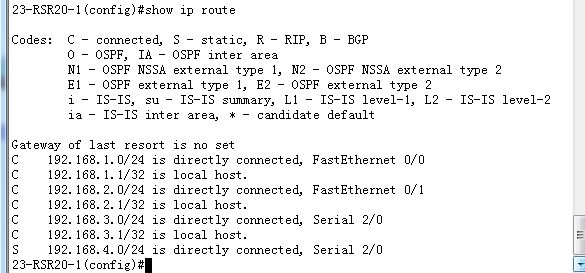 23-RSR20-1(config)#show ip route
Codes:  C - connected, S - static, R - RIP, B - BGP
O - OSPF, IA - OSPF inter area
N1 - OSPF NSSA external type 1, N2 - OSPF NSSA external type 2
E1 - OSPF external type 1, E2 - OSPF external type 2
i - IS-IS, su - IS-IS summary, L1 - IS-IS level-1, L2 - IS-IS level-2
ia - IS-IS inter area, * - candidate default
Gateway of last resort is no set
C    192.168.1.0/24 is directly connected, FastEthernet 0/0
C    192.168.1.1/32 is local host.
C    192.168.2.0/24 is directly connected, FastEthernet 0/1
C    192.168.2.1/32 is local host.
C    192.168.3.0/24 is directly connected, Serial 2/0
C    192.168.3.1/32 is local host.
S    192.168.4.0/24 is directly connected, Serial 2/0
23-RSR20-1(config)#